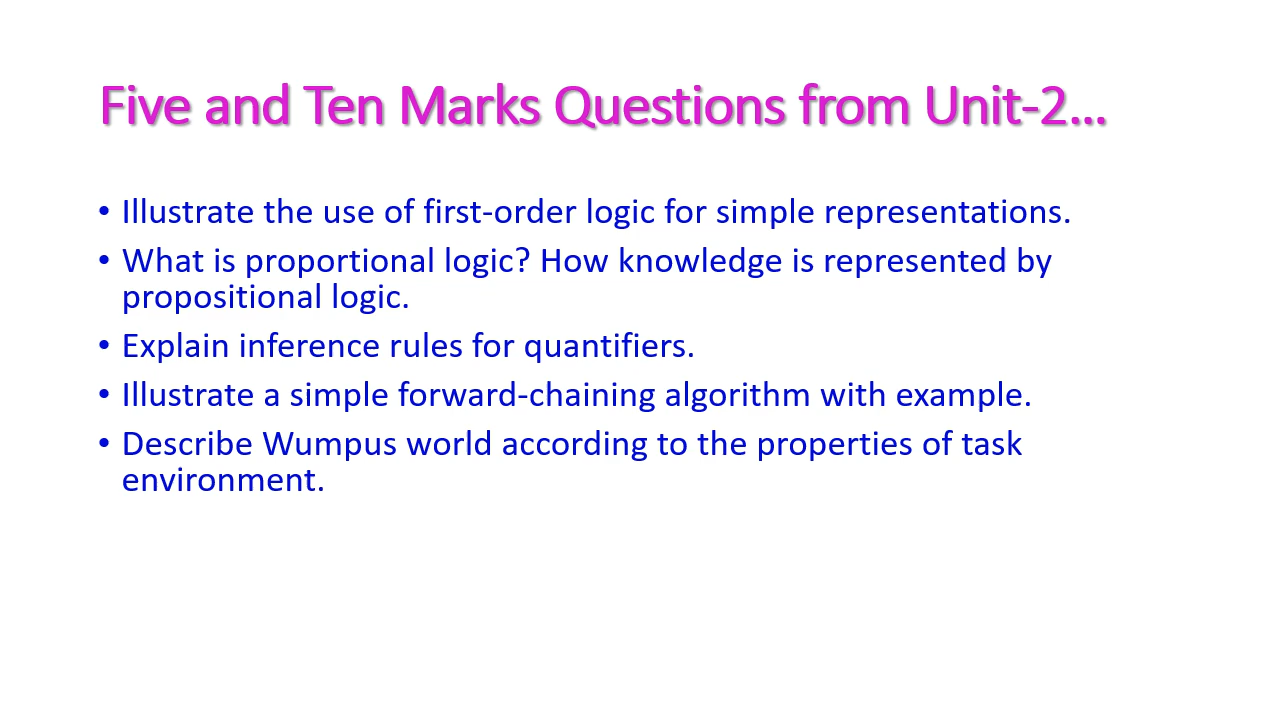 Five and Ten Marks Questions from Unit-2...
• Illustrate the use of first-order logic for simple representations.
• What is proportional logic? How knowledge is represented by
propositional logic.
• Explain inference rules for quantifiers.
• Illustrate a simple forward-chaining algorithm with example.
• Describe Wumpus world according to the properties of task
environment.